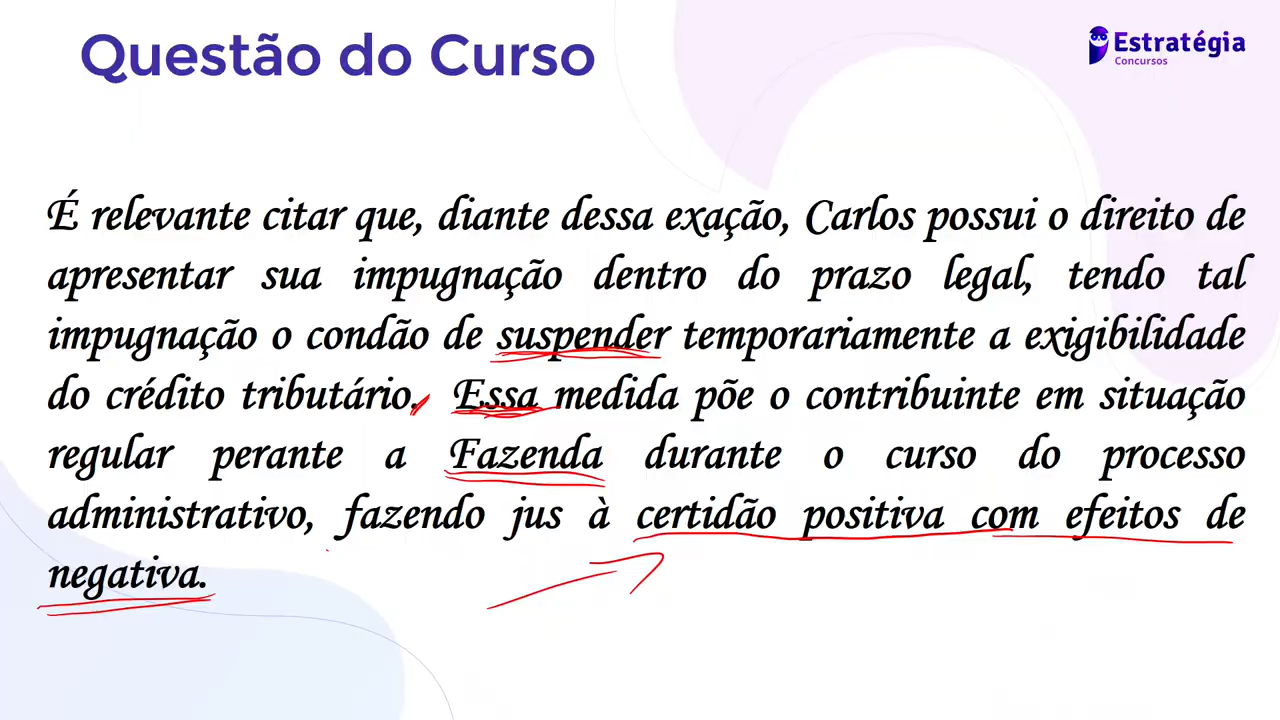 Questão do Curso
Estratégia
Concursos
É relevante citar que, diante dessa exação, Carlos possui o direito de
apresentar sua impugnação dentro do prazo legal, tendo tal
impugnação o condão de suspender temporariamente a exigibilidade
do crédito tributário. Essa medida põe o contribuinte em situação
regular perante a Fazenda durante o curso do processo
administrativo, fazendo jus à certidão positiva com efeitos de
negativa.